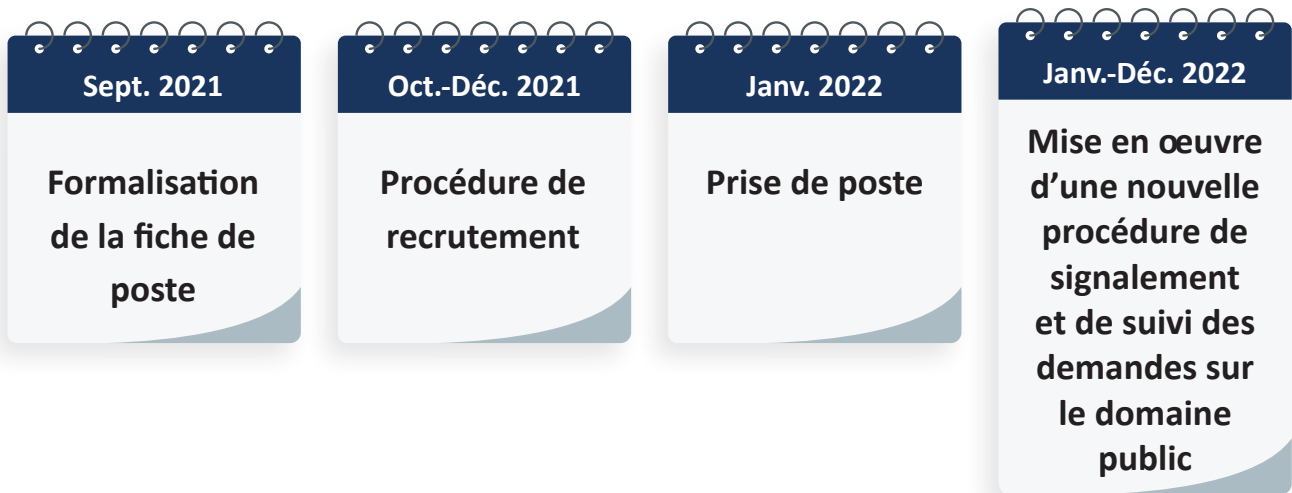 Sept. 2021
Formalisation
de la fiche de
poste
Oct.-Déc. 2021
Procédure de
recrutement
Janv. 2022
Prise de poste
Janv.-Déc. 2022
Mise en œuvre
d’une nouvelle
procédure de
signalement
et de suivi des
demandes sur
le domaine
public